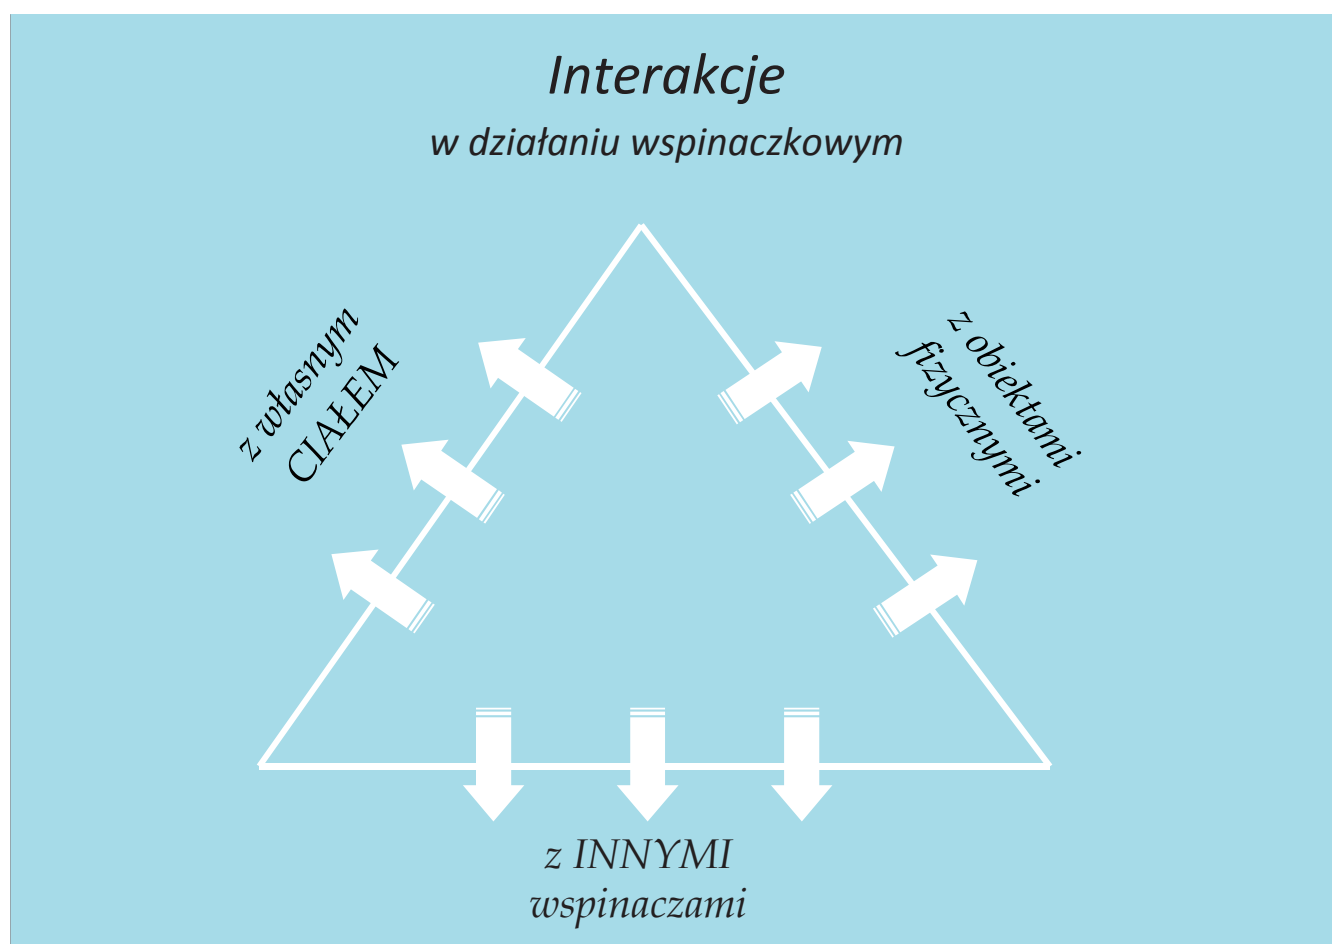 Interakcje
w działaniu wspinaczkowym
z własnym
CIAŁEM
z obiektami
fizycznymi
z INNYMI
wspinaczami